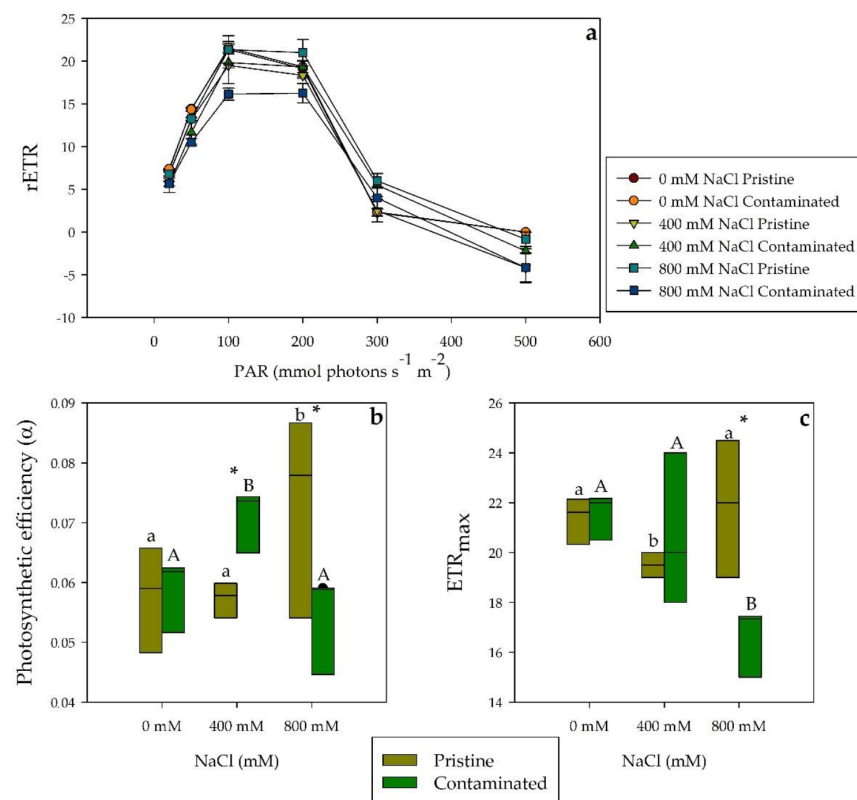 25
a
20
15
10
5
0
-5
-10
rETR
0 100 200 300 400 500 600
PAR (mmol photons s-1 m-2)
0 mM NaCl Pristine
0 mM NaCl Contaminated
400 mM NaCl Pristine
400 mM NaCl Contaminated
800 mM NaCl Pristine
800 mM NaCl Contaminated
0.09
b * b
0.08
* B
0.07
a A
0.06
a A
0.05
0.04
Photosynthetic efficiency (α)
0 mM 400 mM 800 mM
NaCl (mM)
26
* c
a
24
A
22
a A
20
b
18
B
16
14
ETRmax
0 mM 400 mM 800 mM
NaCl (mM)
Pristine
Contaminated